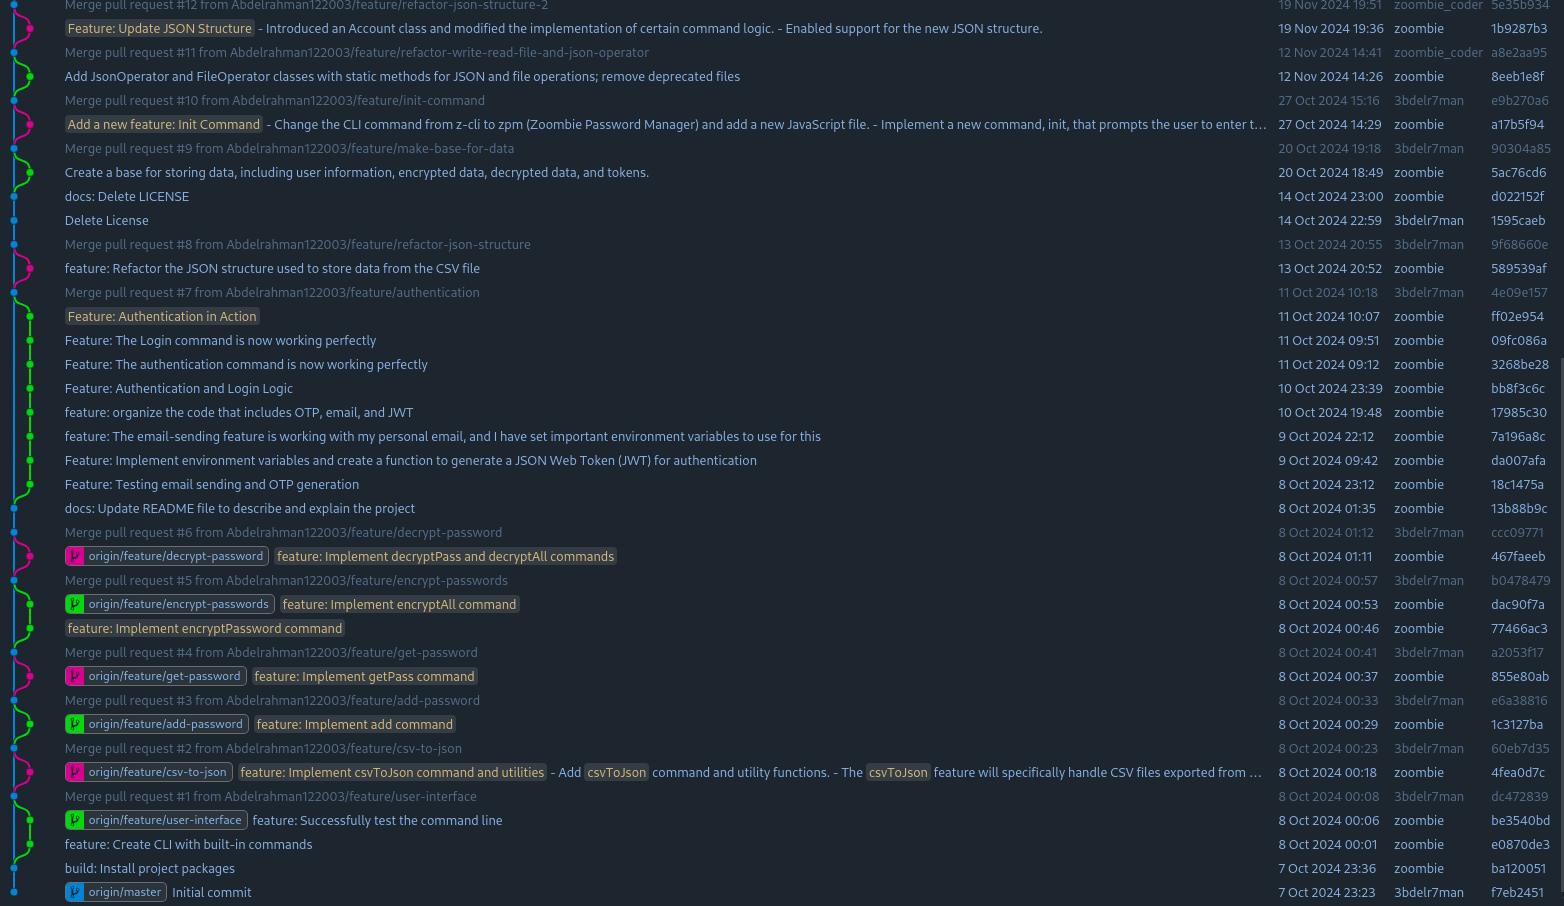 Merge pull request #12 from Abdelrahman122003/feature/refactor-json-structure-2 19 Nov 2024 19:51 zoombie_coder 5e35b934
Feature: Update JSON Structure - Introduced an Account class and modified the implementation of certain command logic. - Enabled support for the new JSON structure. 19 Nov 2024 19:36 zoombie 1b9287b3
Merge pull request #11 from Abdelrahman122003/feature/refactor-write-read-file-and-json-operator 12 Nov 2024 14:41 zoombie_coder a8e2aa95
Add JsonOperator and FileOperator classes with static methods for JSON and file operations; remove deprecated files 12 Nov 2024 14:26 zoombie 8eeb1e8f
Merge pull request #10 from Abdelrahman122003/feature/init-command 27 Oct 2024 15:16 3bdelr7man e9b270a6
Add a new feature: Init Command - Change the CLI command from z-cli to zpm (Zoombie Password Manager) and add a new JavaScript file. - Implement a new command, init, that prompts the user to enter t... 27 Oct 2024 14:29 zoombie a17b5f94
Merge pull request #9 from Abdelrahman122003/feature/make-base-for-data 20 Oct 2024 19:18 3bdelr7man 90304a85
Create a base for storing data, including user information, encrypted data, decrypted data, and tokens. 20 Oct 2024 18:49 zoombie 5ac76cd6
docs: Delete LICENSE 14 Oct 2024 23:00 zoombie d022152f
Delete License 14 Oct 2024 22:59 3bdelr7man 1595caeb
Merge pull request #8 from Abdelrahman122003/feature/refactor-json-structure 13 Oct 2024 20:55 3bdelr7man 9f68660e
feature: Refactor the JSON structure used to store data from the CSV file 13 Oct 2024 20:52 zoombie 589539af
Merge pull request #7 from Abdelrahman122003/feature/authentication 11 Oct 2024 10:18 3bdelr7man 4e09e157
Feature: Authentication in Action 11 Oct 2024 10:07 zoombie ff02e954
Feature: The Login command is now working perfectly 11 Oct 2024 09:51 zoombie 09fc086a
Feature: The authentication command is now working perfectly 11 Oct 2024 09:12 zoombie 3268be28
Feature: Authentication and Login Logic 10 Oct 2024 23:39 zoombie bb8f3c6c
feature: organize the code that includes OTP, email, and JWT 10 Oct 2024 19:48 zoombie 17985c30
feature: The email-sending feature is working with my personal email, and I have set important environment variables to use for this 9 Oct 2024 22:12 zoombie 7a196a8c
Feature: Implement environment variables and create a function to generate a JSON Web Token (JWT) for authentication 9 Oct 2024 09:42 zoombie da007afa
Feature: Testing email sending and OTP generation 8 Oct 2024 23:12 zoombie 18c1475a
docs: Update README file to describe and explain the project 8 Oct 2024 01:35 zoombie 13b88b9c
Merge pull request #6 from Abdelrahman122003/feature/decrypt-password 8 Oct 2024 01:12 3bdelr7man ccc09771
origin/feature/decrypt-password feature: Implement decryptPass and decryptAll commands 8 Oct 2024 01:11 zoombie 467faeeb
Merge pull request #5 from Abdelrahman122003/feature/encrypt-passwords 8 Oct 2024 00:57 3bdelr7man b0478479
origin/feature/encrypt-passwords feature: Implement encryptAll command 8 Oct 2024 00:53 zoombie dac90f7a
feature: Implement encryptPassword command 8 Oct 2024 00:46 zoombie 77466ac3
Merge pull request #4 from Abdelrahman122003/feature/get-password 8 Oct 2024 00:41 3bdelr7man a2053f17
origin/feature/get-password feature: Implement getPass command 8 Oct 2024 00:37 zoombie 855e80ab
Merge pull request #3 from Abdelrahman122003/feature/add-password 8 Oct 2024 00:33 3bdelr7man e6a38816
origin/feature/add-password feature: Implement add command 8 Oct 2024 00:29 zoombie 1c3127ba
Merge pull request #2 from Abdelrahman122003/feature/csv-to-json 8 Oct 2024 00:23 3bdelr7man 60eb7d35
origin/feature/csv-to-json feature: Implement csvToJson command and utilities - Add csvToJson command and utility functions. - The csvToJson feature will specifically handle CSV files exported from ... 8 Oct 2024 00:18 zoombie 4fea0d7c
Merge pull request #1 from Abdelrahman122003/feature/user-interface 8 Oct 2024 00:08 3bdelr7man dc472839
origin/feature/user-interface feature: Successfully test the command line 8 Oct 2024 00:06 zoombie be3540bd
feature: Create CLI with built-in commands 8 Oct 2024 00:01 zoombie e0870de3
build: Install project packages 7 Oct 2024 23:36 zoombie ba120051
origin/master Initial commit 7 Oct 2024 23:23 3bdelr7man f7eb2451